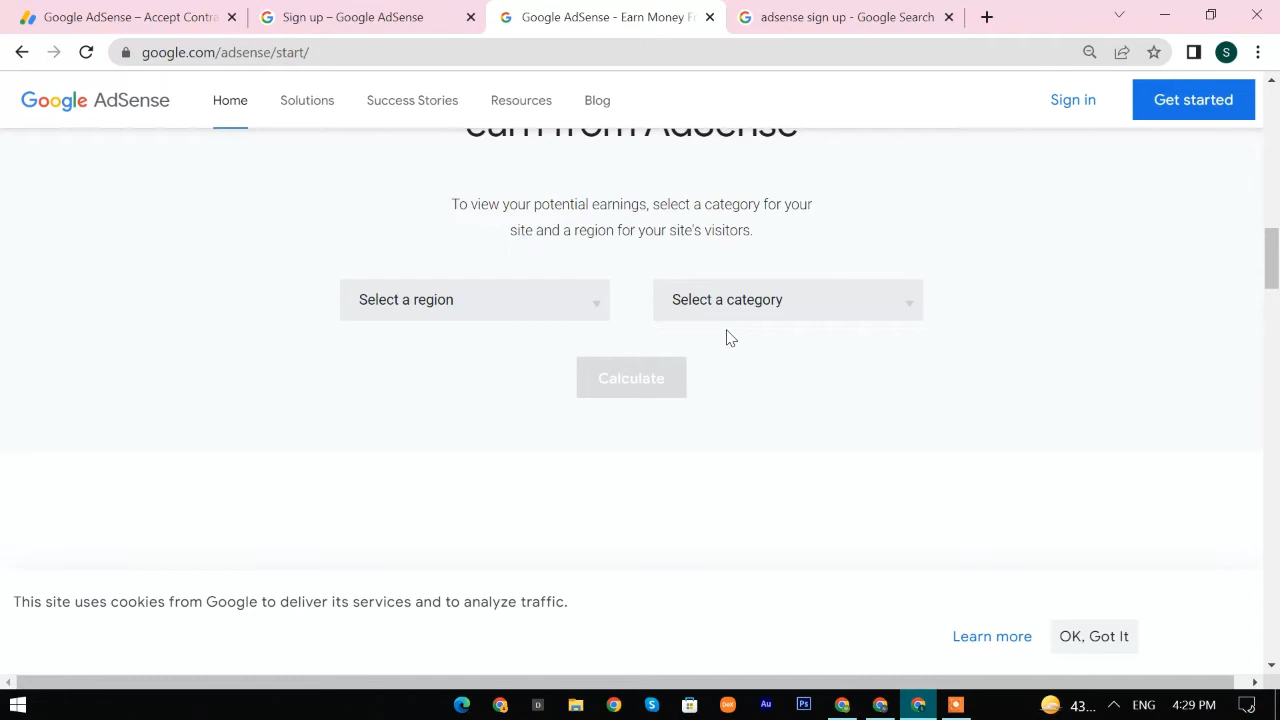 Google AdSense – Accept Contra
Sign up – Google AdSense
Google AdSense - Earn Money Fr
adsense sign up - Google Search
google.com/adsense/start/
S
Google AdSense
Home
Solutions
Success Stories
Resources
Blog
Sign in
Get started
earn from AdSense
To view your potential earnings, select a category for your
site and a region for your site's visitors.
Select a region
Select a category
Calculate
This site uses cookies from Google to deliver its services and to analyze traffic.
Learn more
OK, Got It
43...
ENG
4:29 PM